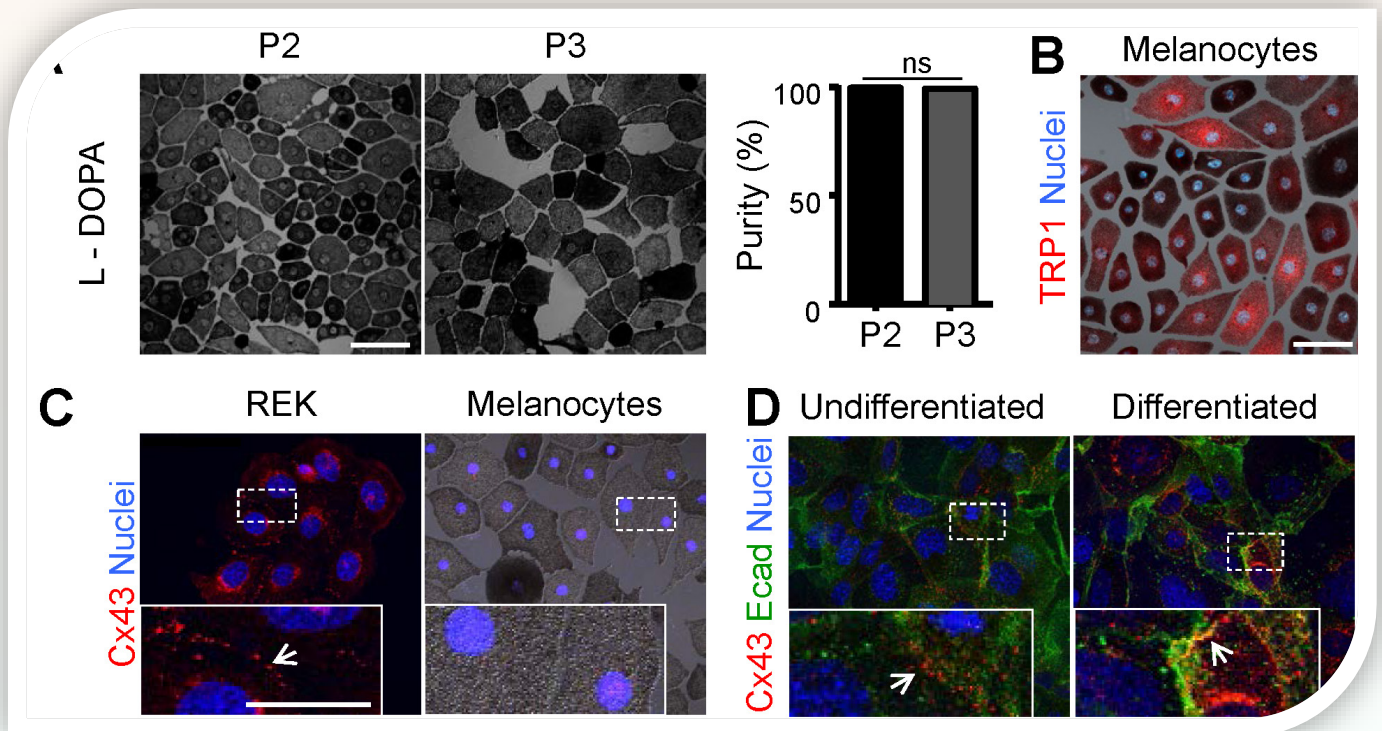 P2
P3
L - DOPA
Purity (%)
100
50
0
ns
P2
P3
B
Melanocytes
TRP1 Nuclei
C
REK
Melanocytes
Cx43 Nuclei
D
Undifferentiated
Differentiated
Cx43 Ecad Nuclei